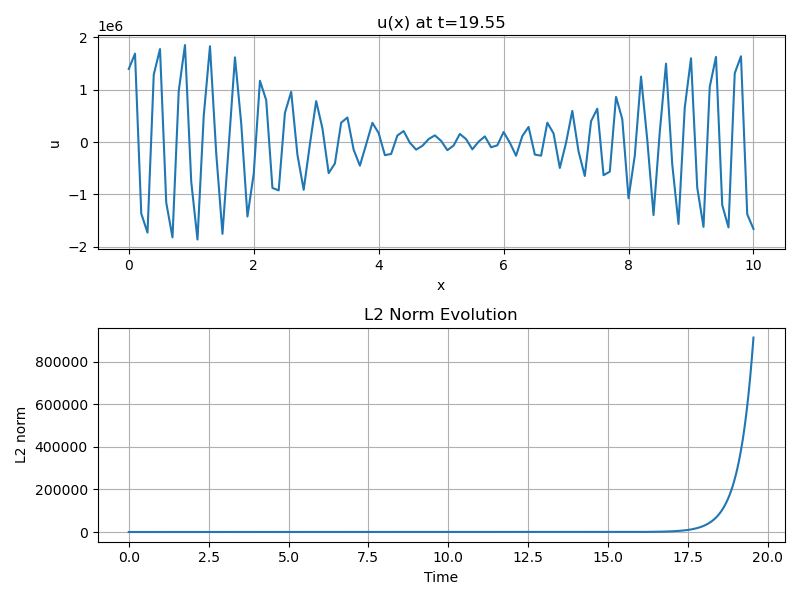 u(x) at t=19.55
1e6
2
1
0
−1
−2
u
0 2 4 6 8 10
x
L2 Norm Evolution
800000
600000
400000
200000
0
L2 norm
0.0 2.5 5.0 7.5 10.0 12.5 15.0 17.5 20.0
Time